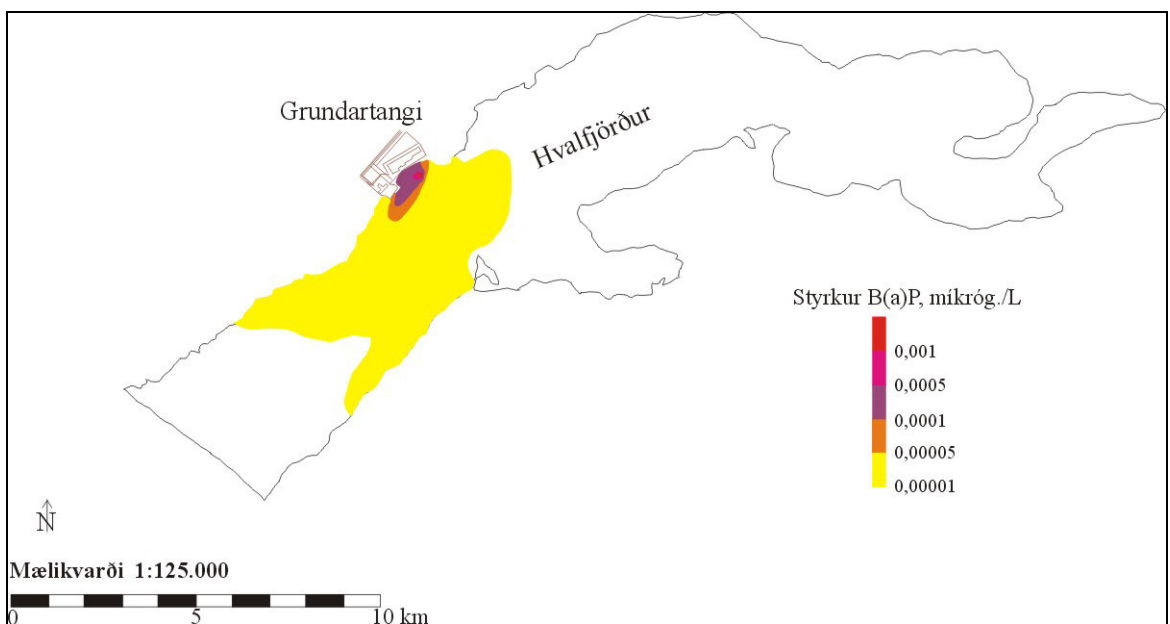 Grundartangi
Hvalfjörður
Styrkur B(a)P, míkróg./L
0,001
0,0005
0,0001
0,00005
0,00001
N
Mælikvarði 1:125.000
0 5 10 km